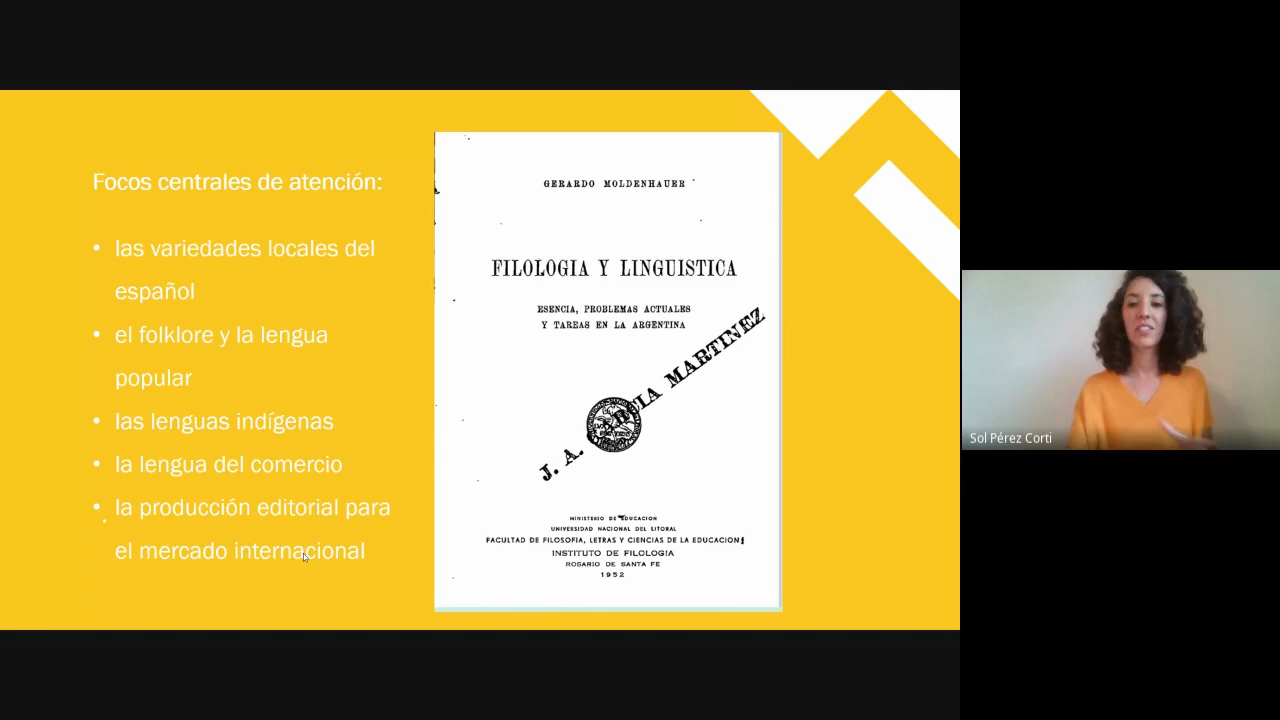 Focos centrales de atención:
• las variedades locales del
español
• el folklore y la lengua
popular
• las lenguas indígenas
• la lengua del comercio
• la producción editorial para
el mercado internacional
GERARDO MOLDENHAUER
FILOLOGIA Y LINGUISTICA
ESENCIA, PROBLEMAS ACTUALES
Y TAREAS EN LA ARGENTINA
J. A. MARTINEZ
MINISTERIO DE EDUCACION
UNIVERSIDAD NACIONAL DEL LITORAL
FACULTAD DE FILOSOFIA, LETRAS Y CIENCIAS DE LA EDUCACION
INSTITUTO DE FILOLOGIA
ROSARIO DE SANTA FE
1952
Sol Pérez Corti